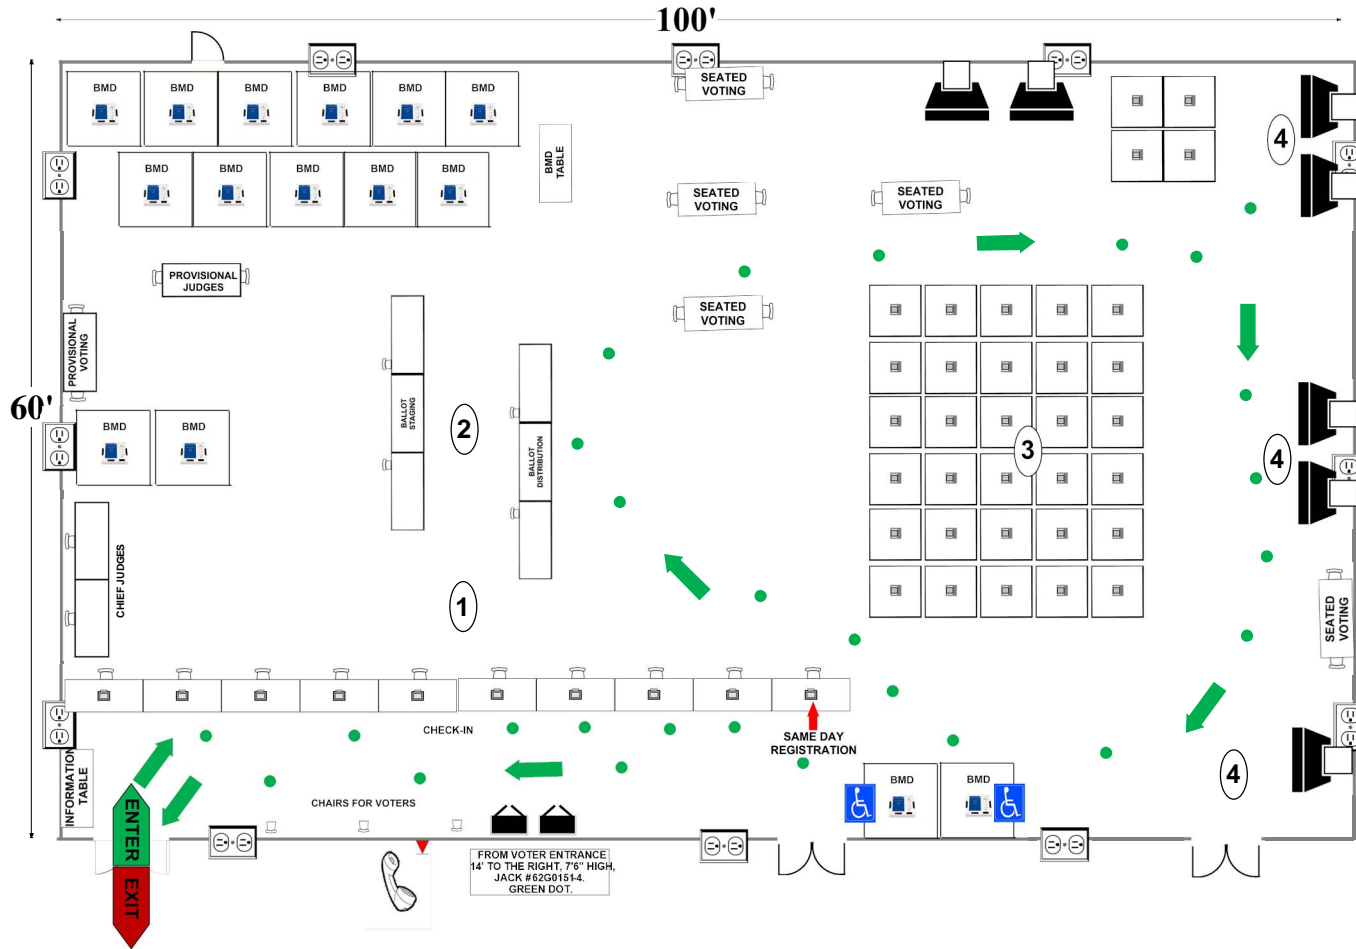 100'
BMD
BMD
BMD
BMD
BMD
BMD
SEATED
VOTING
4
BMD
BMD
BMD
BMD
BMD
BMD
TABLE
SEATED
VOTING
SEATED
VOTING
PROVISIONAL
JUDGES
SEATED
VOTING
PROVISIONAL
VOTING
60'
BMD
BMD
BALLOT
STAGING
2
BALLOT
DISTRIBUTION
3
4
CHIEF JUDGES
1
SEATED
VOTING
CHECK-IN
SAME DAY
REGISTRATION
INFORMATION
TABLE
ENTER
EXIT
CHAIRS FOR VOTERS
BMD
BMD
4
FROM VOTER ENTRANCE
14' TO THE RIGHT, 7'6" HIGH,
JACK #62G0151-4.
GREEN DOT.